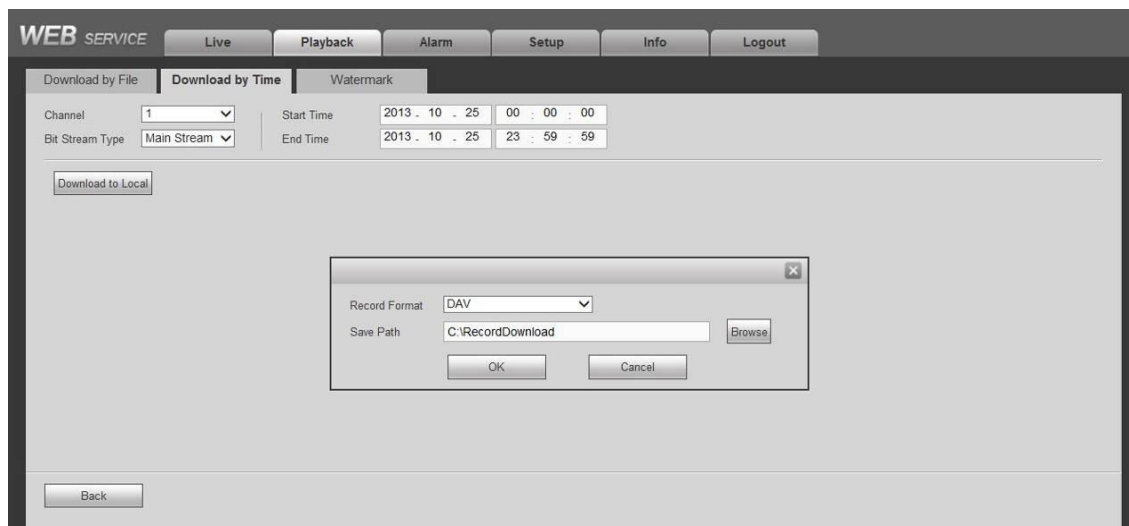 WEB SERVICE Live Playback Alarm Setup Info Logout
Download by File Download by Time Watermark
Channel 1 Start Time 2013 . 10 . 25 00 : 00 : 00
Bit Stream Type Main Stream End Time 2013 . 10 . 25 23 : 59 : 59
Download to Local
Record Format DAV
Save Path C:\RecordDownload Browse
OK Cancel
Back